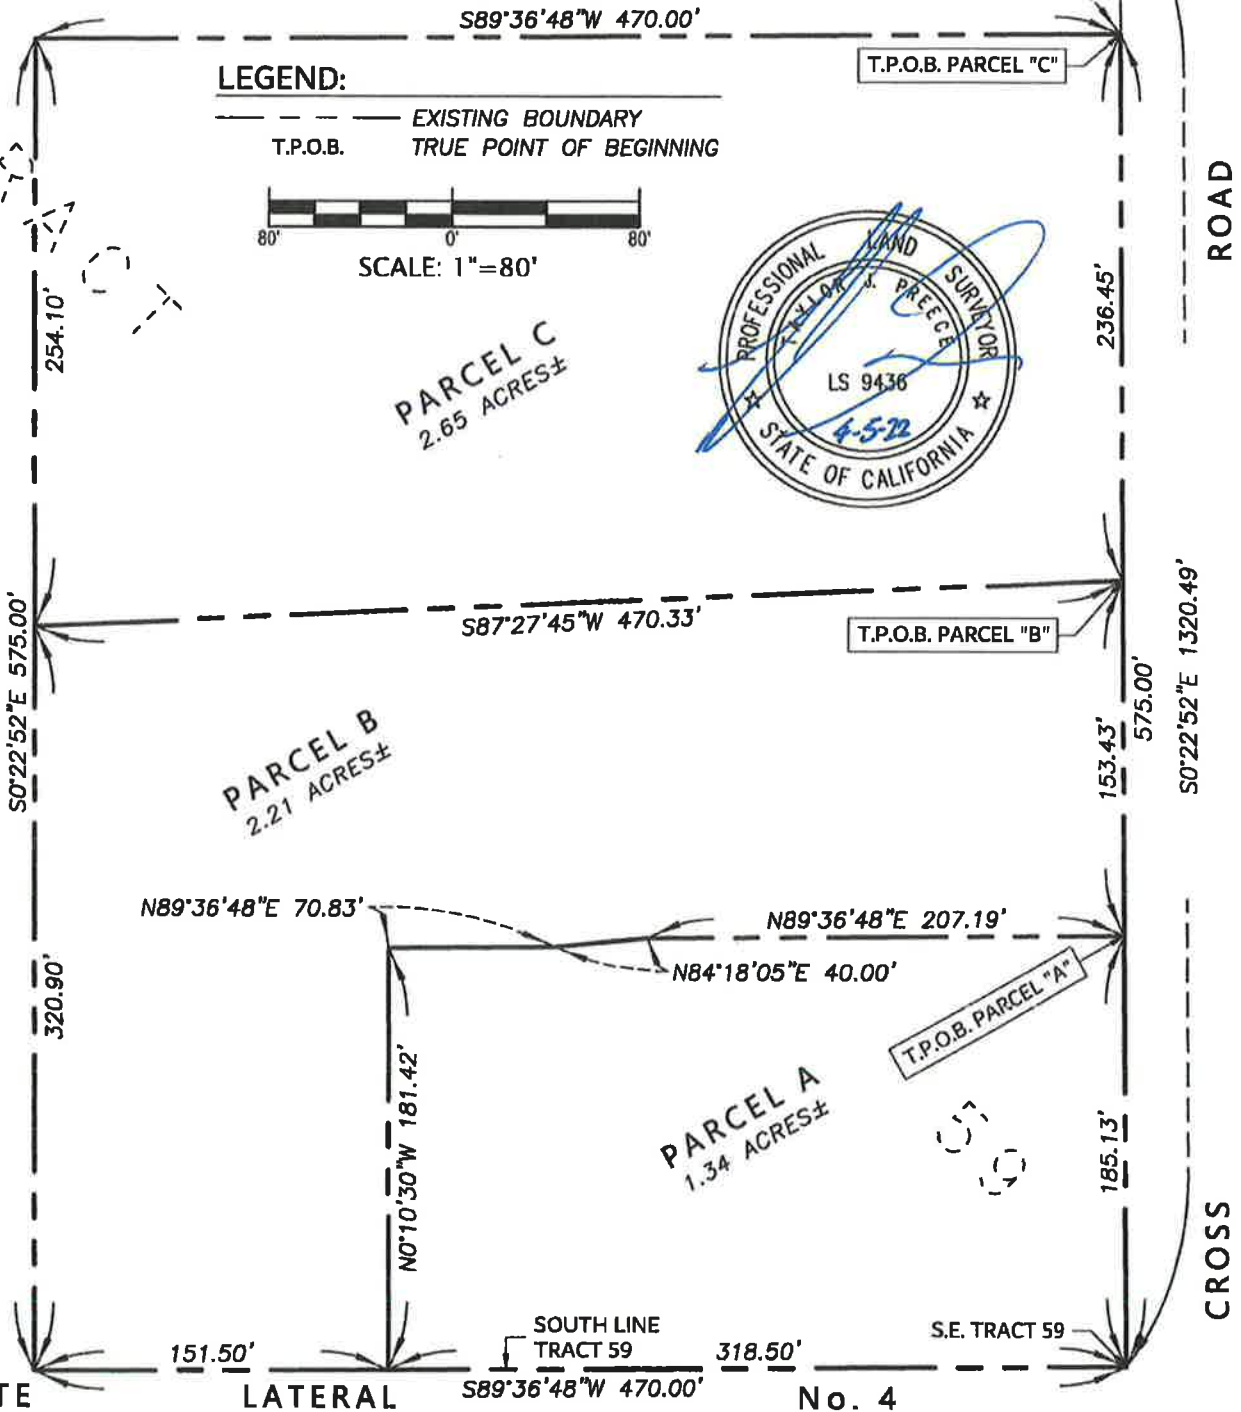 S89°36'48"W 470.00'
T.P.O.B. PARCEL "C"
LEGEND:
EXISTING BOUNDARY
T.P.O.B. TRUE POINT OF BEGINNING
80' 0' 80'
SCALE: 1"=80'
PROFESSIONAL LAND SURVEYOR
TAYLOR J. PREECE
LS 9436
4-5-22
STATE OF CALIFORNIA
ROAD
254.10'
236.45'
PARCEL C
2.65 ACRES±
S87°27'45"W 470.33'
T.P.O.B. PARCEL "B"
S0°22'52"E 575.00'
S0°22'52"E 1320.49'
575.00'
153.43'
PARCEL B
2.21 ACRES±
N89°36'48"E 70.83'
N89°36'48"E 207.19'
N84°18'05"E 40.00'
T.P.O.B. PARCEL "A"
320.90'
N0°10'30"W 181.42'
PARCEL A
1.34 ACRES±
59
185.13'
CROSS
SOUTH LINE
TRACT 59
S.E. TRACT 59
151.50'
318.50'
S89°36'48"W 470.00'
LATERAL No. 4